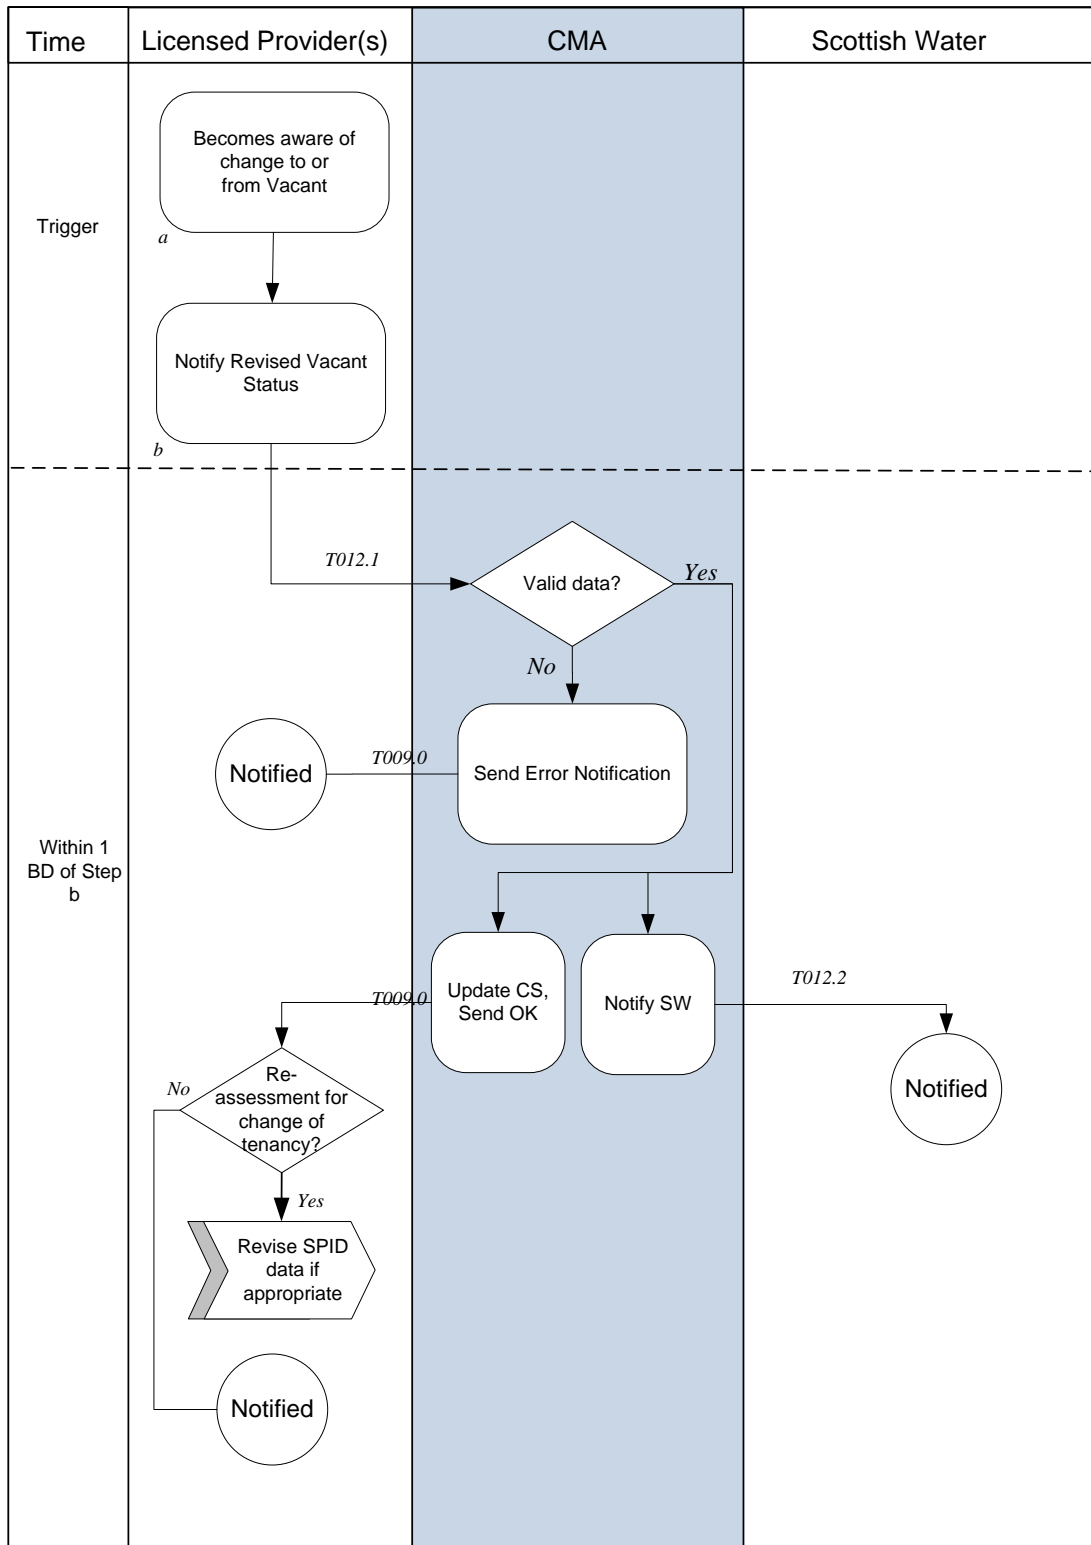 Time
Licensed Provider(s)
CMA
Scottish Water
Trigger
Becomes aware of
change to or
from Vacant
a
Notify Revised Vacant
Status
b
T012.1
Valid data?
Yes
No
Within 1
BD of Step
b
Notified
T009.0
Send Error Notification
Update CS,
Send OK
Notify SW
T009.0
T012.2
Notified
No
Re-
assessment for
change of
tenancy?
Yes
Revise SPID
data if
appropriate
Notified